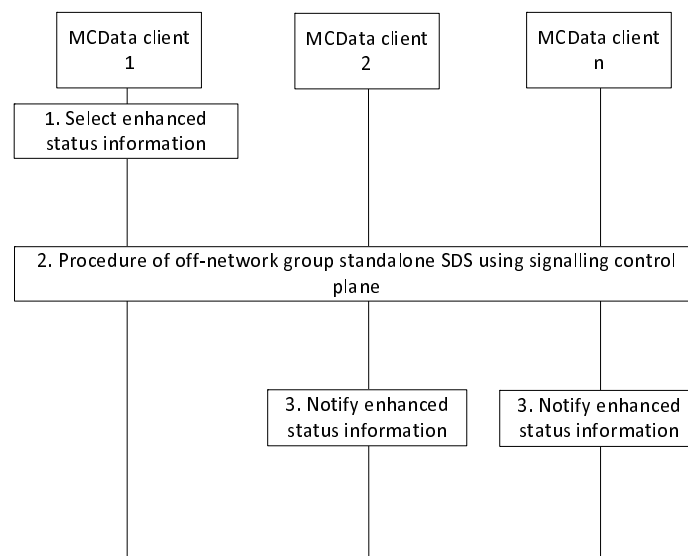 MCData client
1
MCData client
2
MCData client
n
1. Select enhanced
status information
2. Procedure of off-network group standalone SDS using signalling control
plane
3. Notify enhanced
status information
3. Notify enhanced
status information